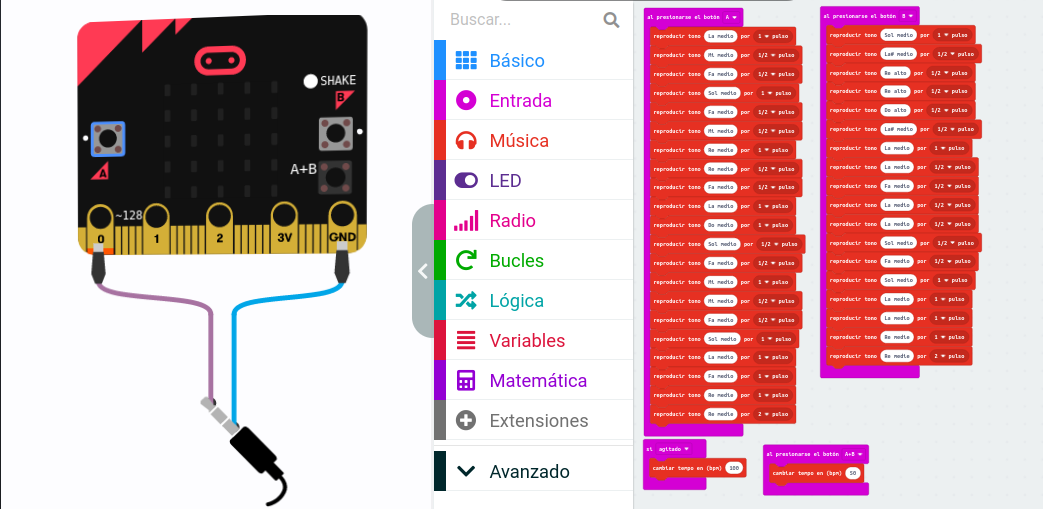 SHAKE
B
A+B
A
~128
0
1
2
3V
GND
Buscar...
Básico
Entrada
Música
LED
Radio
Bucles
Lógica
Variables
Matemática
Extensiones
Avanzado
al presionarse el botón A
reproducir tono La medio por 1 pulso
reproducir tono Mi medio por 1/2 pulso
reproducir tono Fa medio por 1/2 pulso
reproducir tono Sol medio por 1 pulso
reproducir tono Fa medio por 1/2 pulso
reproducir tono Mi medio por 1/2 pulso
reproducir tono Re medio por 1 pulso
reproducir tono Re medio por 1/2 pulso
reproducir tono Fa medio por 1/2 pulso
reproducir tono La medio por 1 pulso
reproducir tono Do medio por 1 pulso
reproducir tono Sol medio por 1/2 pulso
reproducir tono Fa medio por 1/2 pulso
reproducir tono Mi medio por 1 pulso
reproducir tono Mi medio por 1/2 pulso
reproducir tono Fa medio por 1/2 pulso
reproducir tono Sol medio por 1 pulso
reproducir tono La medio por 1 pulso
reproducir tono Fa medio por 1 pulso
reproducir tono Re medio por 1 pulso
reproducir tono Re medio por 2 pulso
al presionarse el botón B
reproducir tono Sol medio por 1 pulso
reproducir tono La# medio por 1/2 pulso
reproducir tono Re alto por 1/2 pulso
reproducir tono Re alto por 1/2 pulso
reproducir tono Do alto por 1/2 pulso
reproducir tono La# medio por 1/2 pulso
reproducir tono La medio por 1 pulso
reproducir tono La medio por 1/2 pulso
reproducir tono Fa medio por 1/2 pulso
reproducir tono La medio por 1/2 pulso
reproducir tono La medio por 1/2 pulso
reproducir tono Sol medio por 1/2 pulso
reproducir tono Fa medio por 1/2 pulso
reproducir tono Sol medio por 1 pulso
reproducir tono La medio por 1 pulso
reproducir tono La medio por 1 pulso
reproducir tono Re medio por 1 pulso
reproducir tono Re medio por 2 pulso
si agitado
cambiar tempo en (bpm) 100
al presionarse el botón A+B
cambiar tempo en (bpm) 50